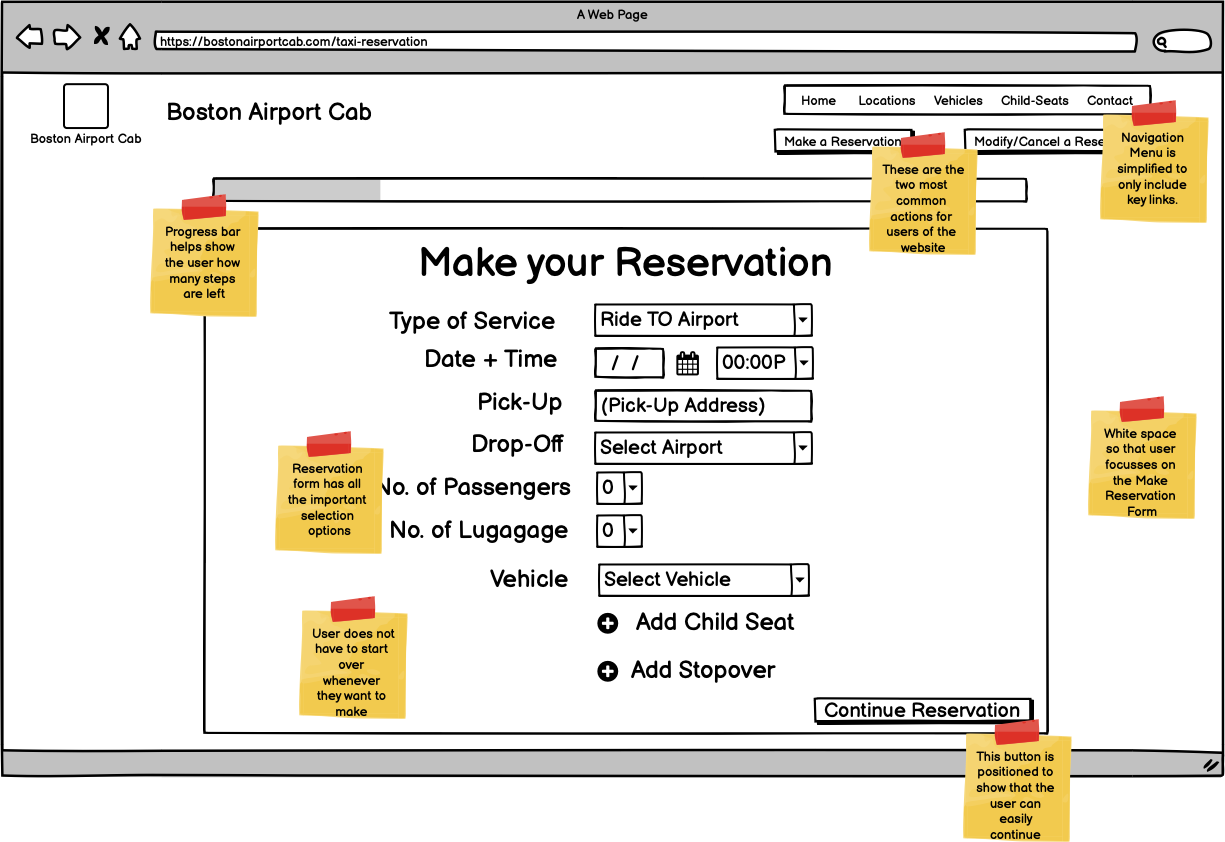 A Web Page
https://bostonairportcab.com/taxi-reservation
Boston Airport Cab
Boston Airport Cab
Home Locations Vehicles Child-Seats Contact
Make a Reservation
Modify/Cancel a Rese
Navigation
Menu is
simplified to
only include
key links.
These are the
two most
common
actions for
users of the
website
Progress bar
helps show
the user how
many steps
are left
Make your Reservation
Type of Service
Ride TO Airport
Date + Time
/ /
00:00P
Pick-Up
(Pick-Up Address)
Drop-Off
Select Airport
No. of Passengers
0
No. of Lugagage
0
Vehicle
Select Vehicle
Add Child Seat
Add Stopover
Continue Reservation
Reservation
form has all
the important
selection
options
User does not
have to start
over
whenever
they want to
make
White space
so that user
focusses on
the Make
Reservation
Form
This button is
positioned to
show that the
user can
easily
continue